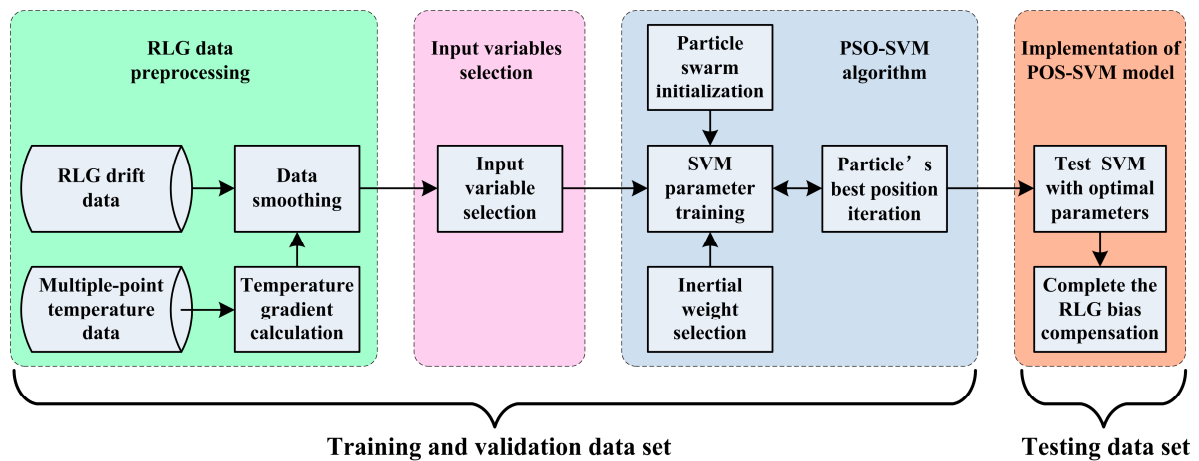 RLG data
preprocessing
RLG drift
data
Data
smoothing
Multiple-point
temperature
data
Temperature
gradient
calculation
Input variables
selection
Input
variable
selection
PSO-SVM
algorithm
Particle
swarm
initialization
SVM
parameter
training
Particle's
best position
iteration
Inertial
weight
selection
Implementation of
POS-SVM model
Test SVM
with optimal
parameters
Complete the
RLG bias
compensation
Training and validation data set
Testing data set